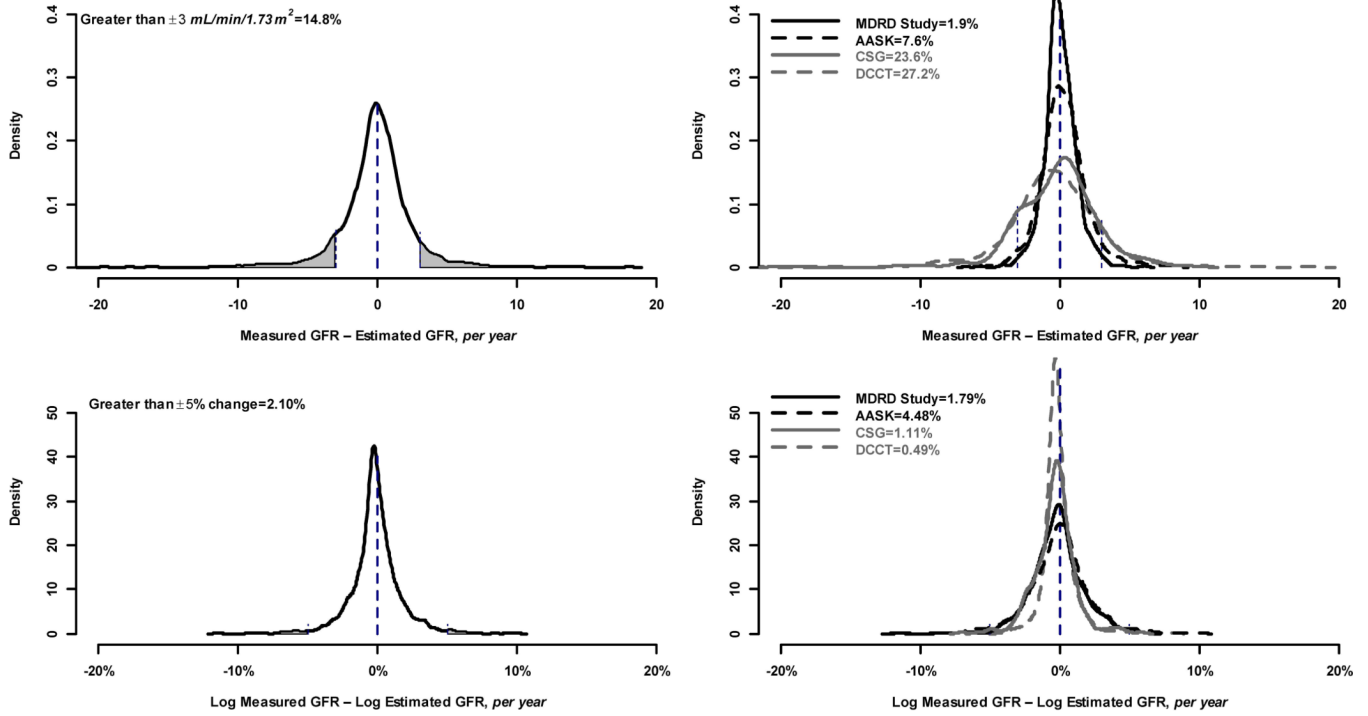 Greater than ±3 mL/min/1.73 m²=14.8%
0.4
0.3
0.2
0.1
0
Density
-20
-10
0
10
20
Measured GFR – Estimated GFR, per year
MDRD Study=1.9%
AASK=7.6%
CSG=23.6%
DCCT=27.2%
0.4
0.3
0.2
0.1
0
Density
-20
-10
0
10
20
Measured GFR – Estimated GFR, per year
Greater than ±5% change=2.10%
50
40
30
20
10
0
Density
-20%
-10%
0%
10%
20%
Log Measured GFR – Log Estimated GFR, per year
MDRD Study=1.79%
AASK=4.48%
CSG=1.11%
DCCT=0.49%
50
40
30
20
10
0
Density
-20%
-10%
0%
10%
20%
Log Measured GFR – Log Estimated GFR, per year